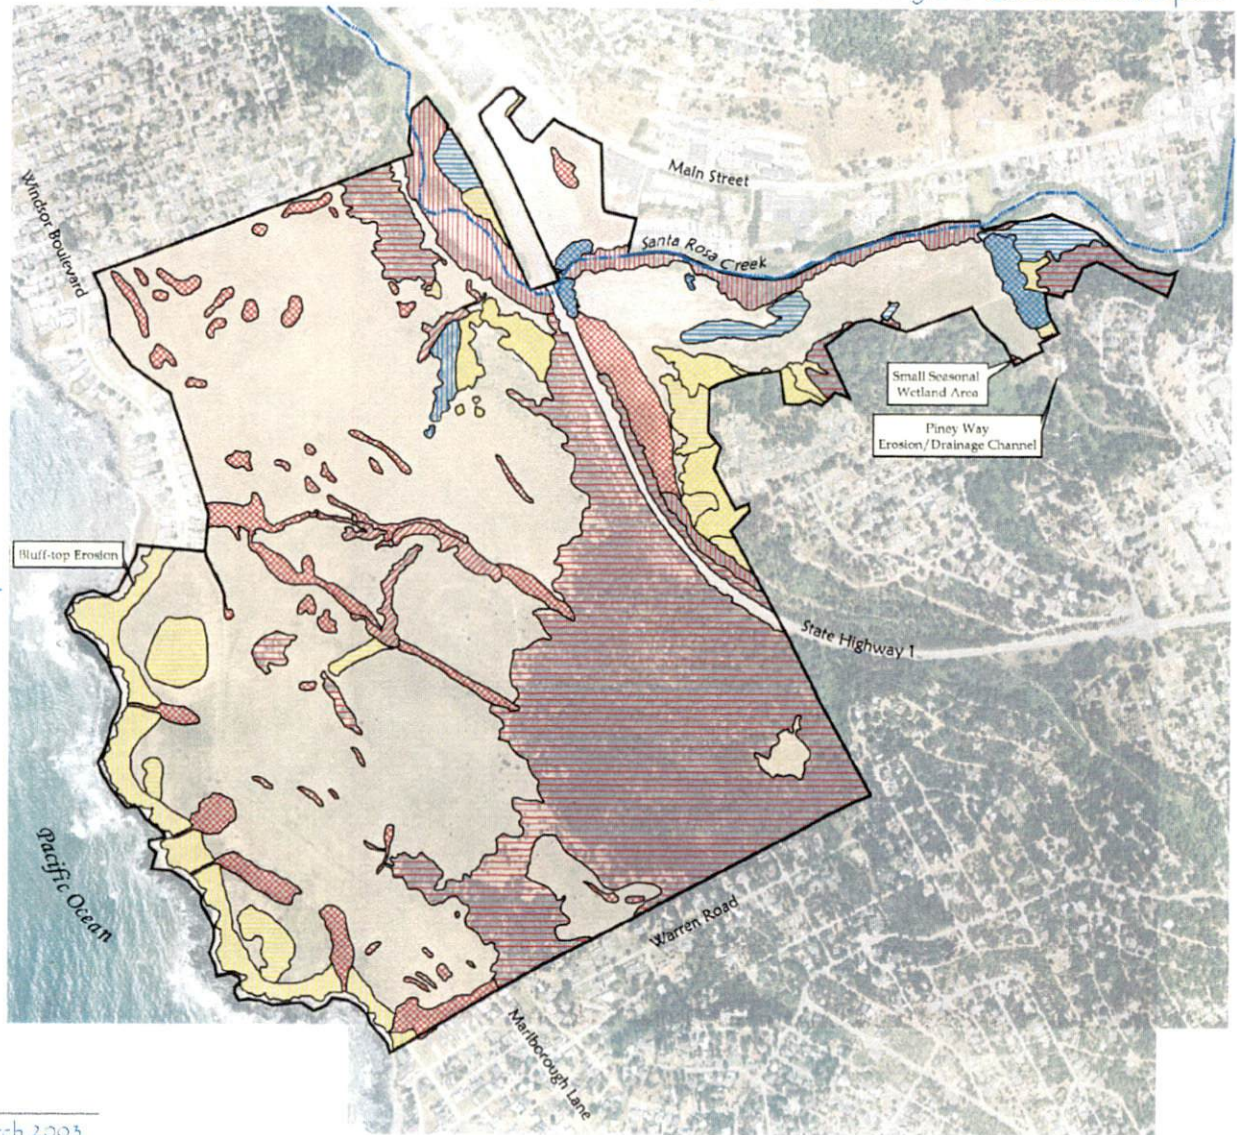 Main Street
Windsor Boulevard
Santa Rosa
Creek
Small Seasonal
Wetland Area
Piney Way
Erosion/Drainage Channel
Bluff-top Erosion
State Highway 1
Pacific Ocean
Warren Road
Marlborough Lane
2003